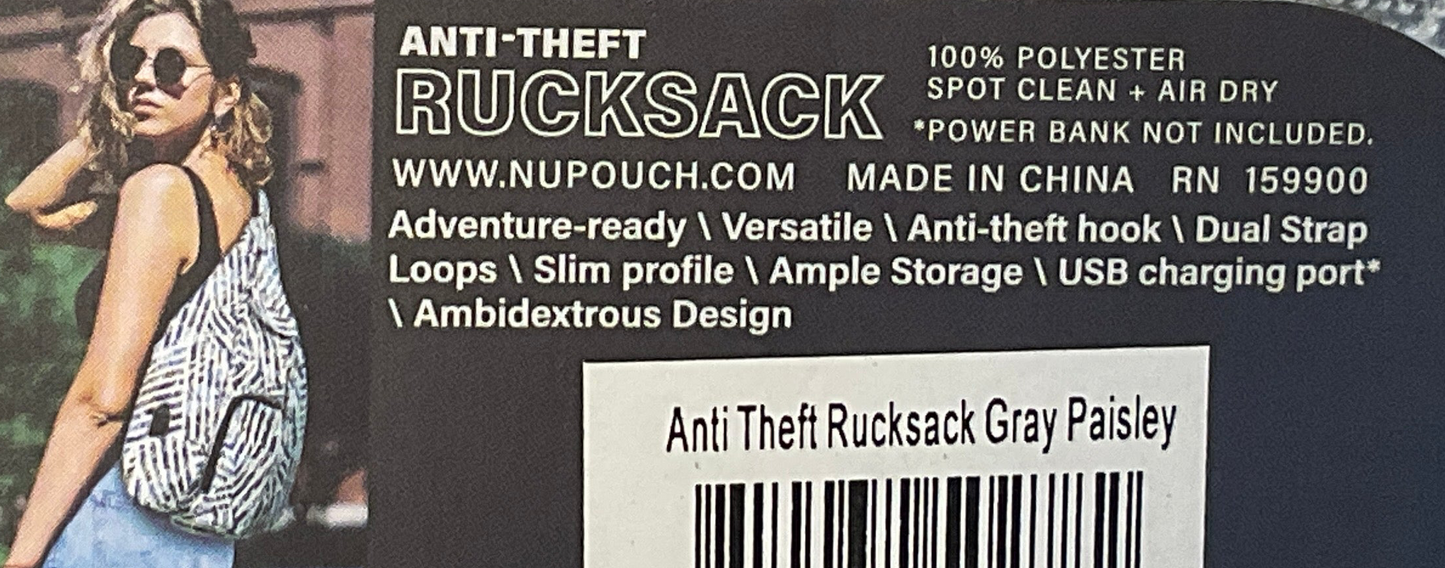 ANTI-THEFT
RUCKSACK
100% POLYESTER
SPOT CLEAN + AIR DRY
*POWER BANK NOT INCLUDED.
WWW.NUPOUCH.COM MADE IN CHINA RN 159900
Adventure-ready \ Versatile \ Anti-theft hook \ Dual Strap
Loops \ Slim profile \ Ample Storage \ USB charging port*
\ Ambidextrous Design
Anti Theft Rucksack Gray Paisley